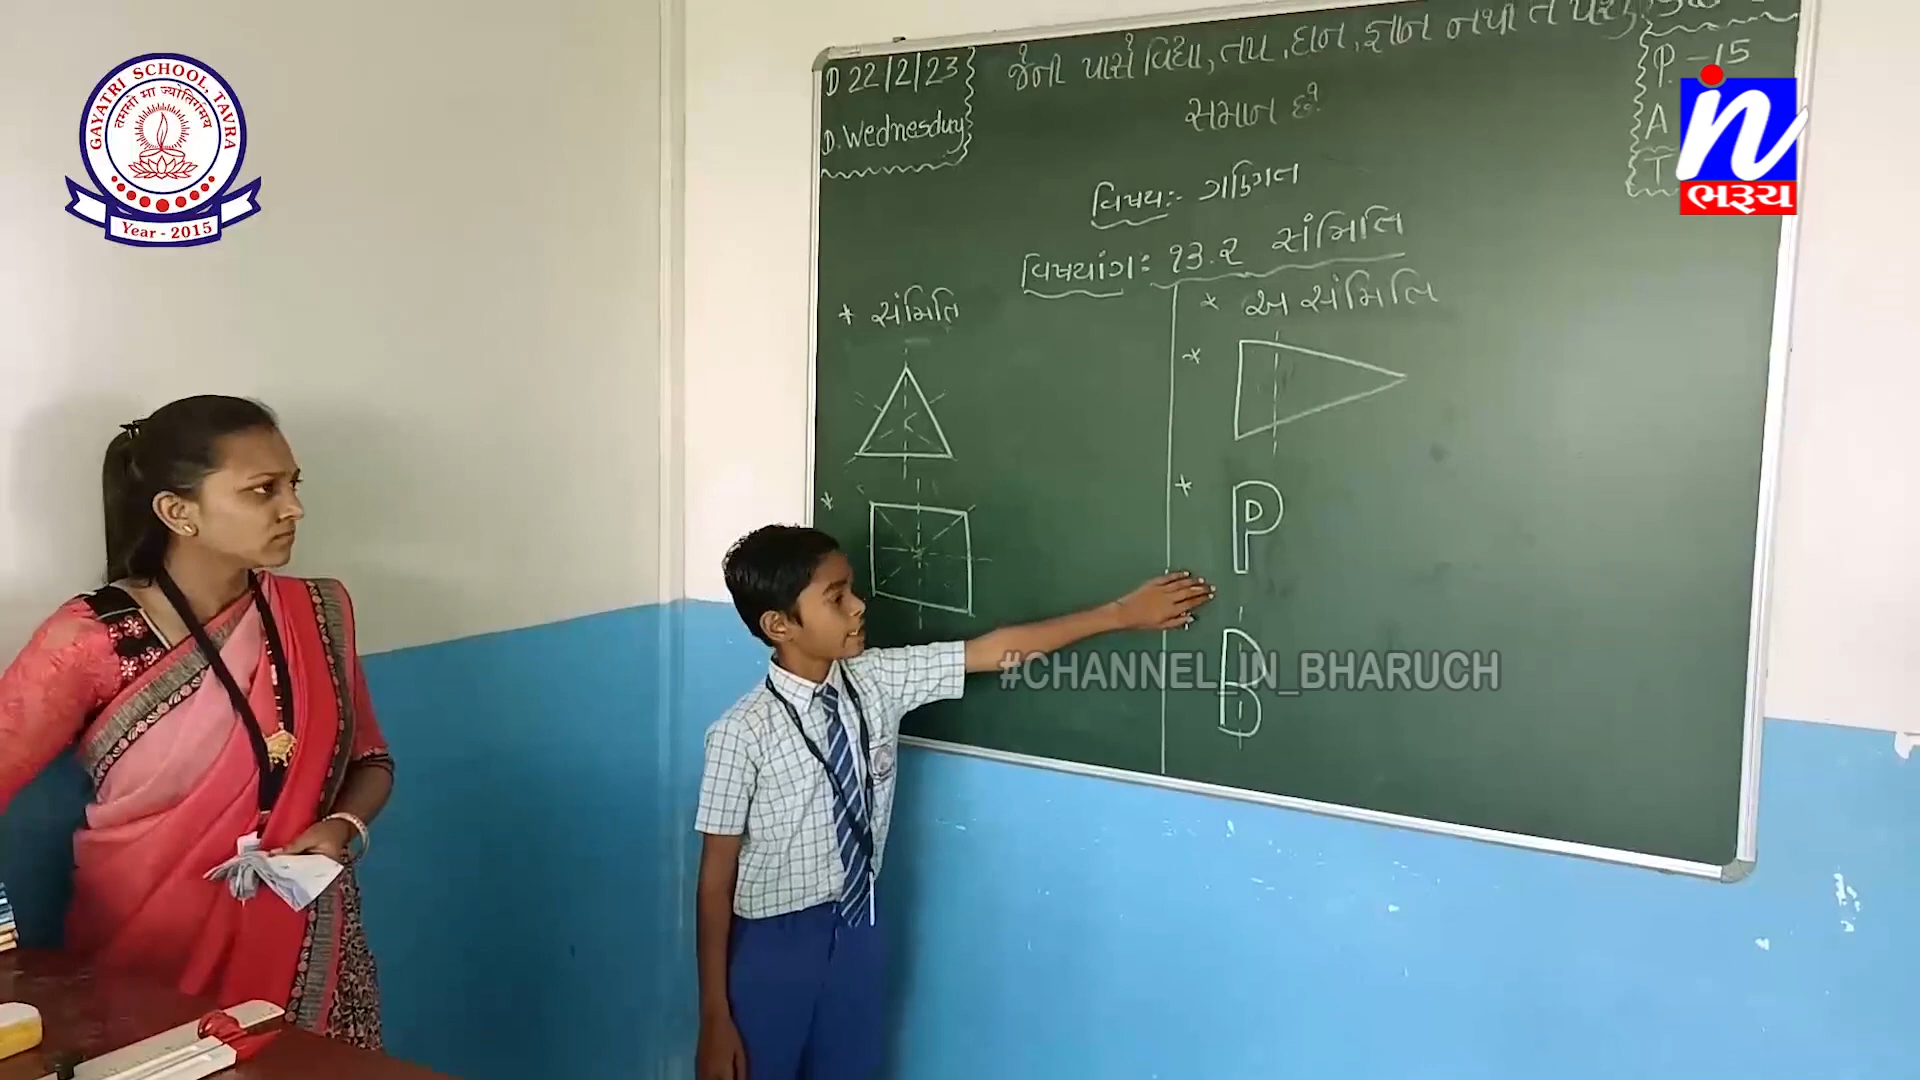 GAYATRI SCHOOL, TAVRA
तमसो मा ज्योतिर्गमय
Year - 2015
D 22/2/23
D. Wednesday
જેની પાસે વિદ્યા, તપ, દાન, જ્ઞાન નથી તે
સમાન છે
P. - 15
A
T
in
ભરૂચ
વિષય:- ગણિત
વિષયાંગ: ૧૩.૨ સંમિતિ
* સંમિતિ
* અસંમિતિ
*
*
*
P
B
#CHANNEL_IN_BHARUCH